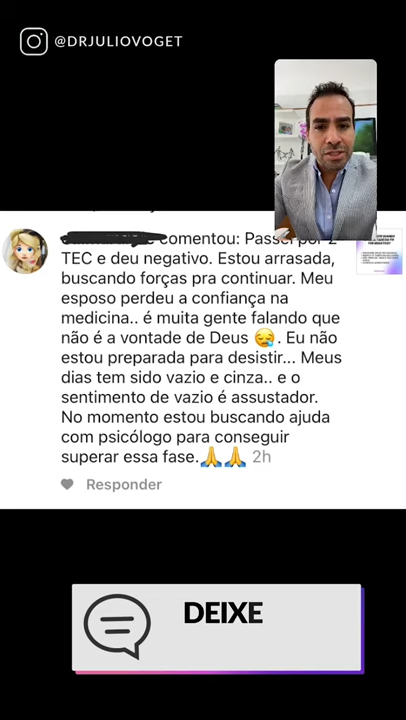 @DRJULIOVOGET
comentou: Passei por 2
TEC e deu negativo. Estou arrasada,
buscando forças pra continuar. Meu
esposo perdeu a confiança na
medicina.. é muita gente falando que
não é a vontade de Deus 😪. Eu não
estou preparada para desistir... Meus
dias tem sido vazio e cinza.. e o
sentimento de vazio é assustador.
No momento estou buscando ajuda
com psicólogo para conseguir
superar essa fase.🙏🙏 2h
Responder
DEIXE